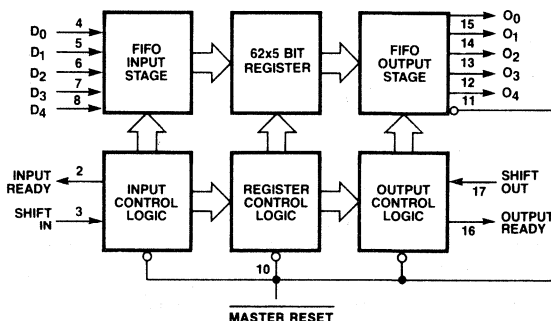 D0 4
D1 5
D2 6
D3 7
D4 8
FIFO
INPUT
STAGE
62x5 BIT
REGISTER
FIFO
OUTPUT
STAGE
O0
15 O1
14 O2
13 O3
12 O4
11
INPUT
READY
2
SHIFT
IN
3
INPUT
CONTROL
LOGIC
REGISTER
CONTROL
LOGIC
OUTPUT
CONTROL
LOGIC
17
SHIFT
OUT
16
OUTPUT
READY
10
MASTER RESET